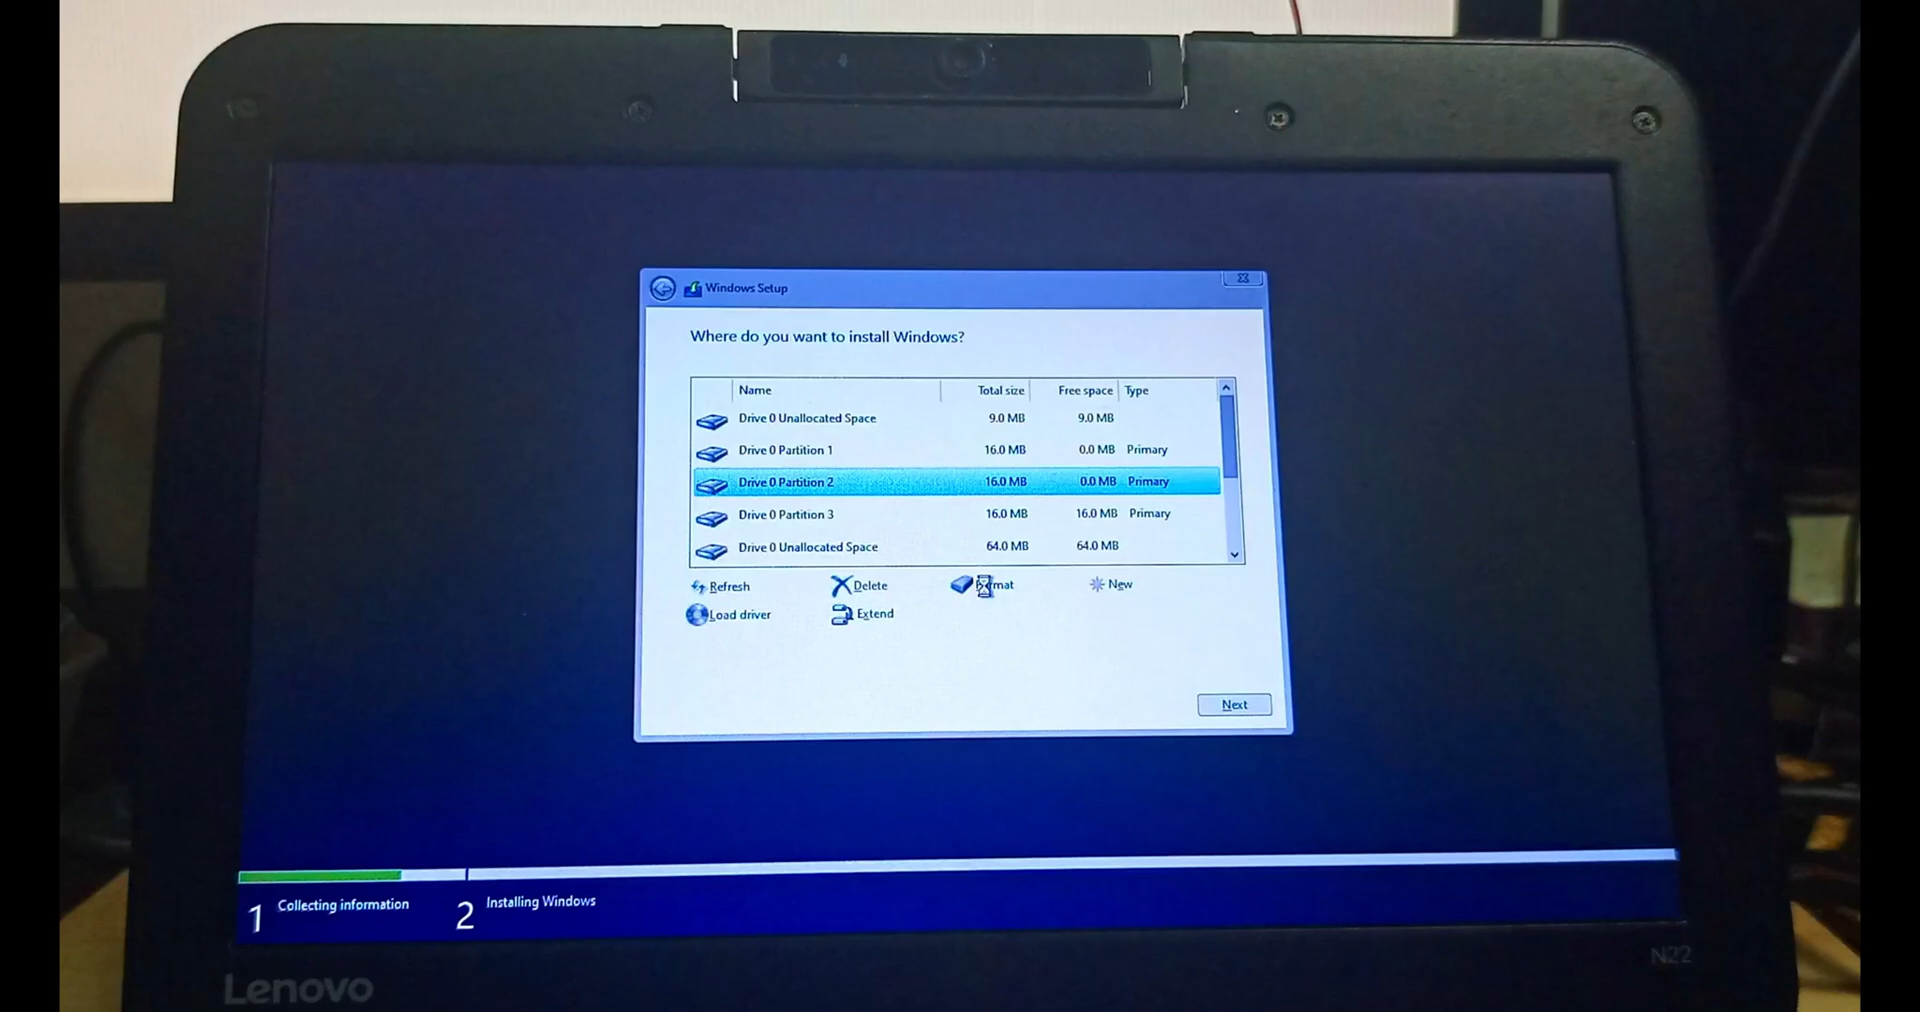 Windows Setup
Where do you want to install Windows?
Name Total size Free space Type
Drive 0 Unallocated Space 9.0 MB 9.0 MB
Drive 0 Partition 1 16.0 MB 0.0 MB Primary
Drive 0 Partition 2 16.0 MB 0.0 MB Primary
Drive 0 Partition 3 16.0 MB 16.0 MB Primary
Drive 0 Unallocated Space 64.0 MB 64.0 MB
Refresh Delete Format New
Load driver Extend
Next
1 Collecting information 2 Installing Windows
N22
Lenovo